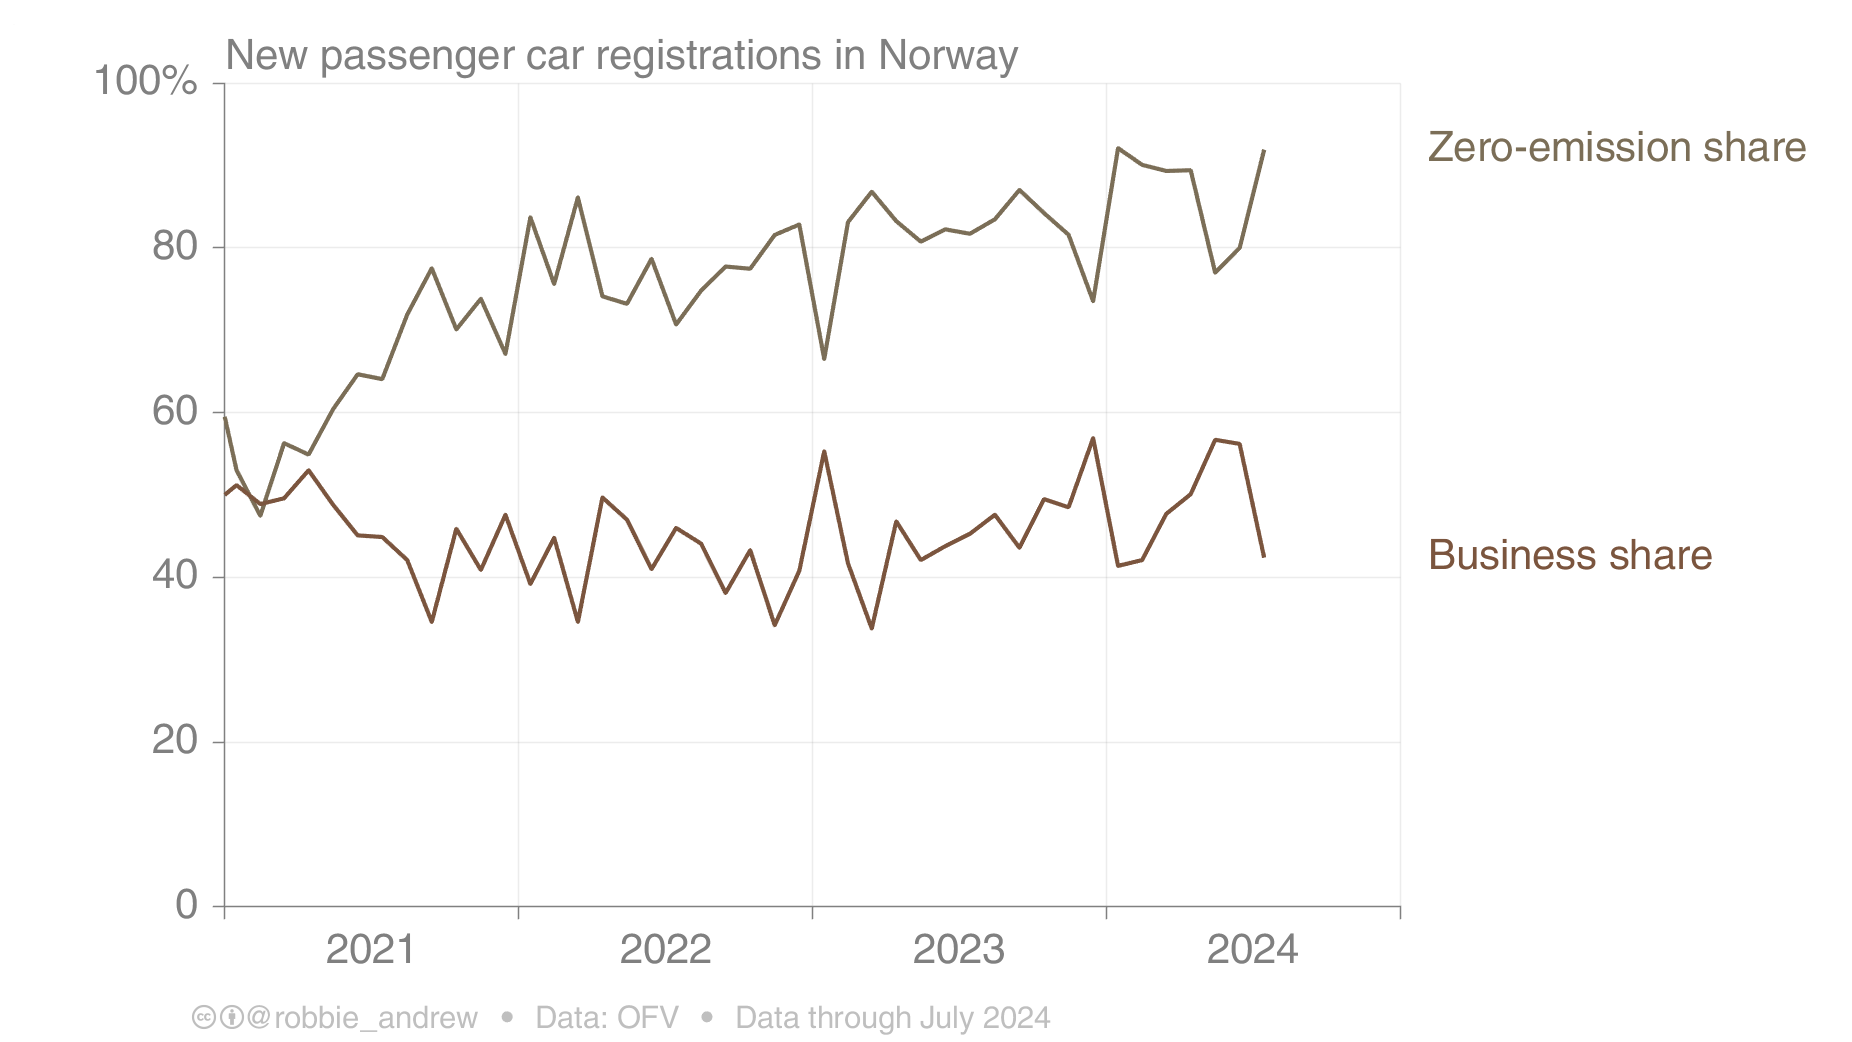 New passenger car registrations in Norway
100%
80
60
40
20
0
Zero-emission share
Business share
2021 2022 2023 2024
cc @robbie_andrew • Data: OFV • Data through July 2024